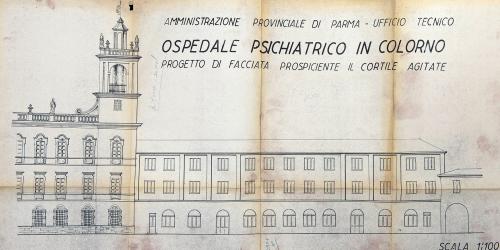 AMMINISTRAZIONE PROVINCIALE DI PARMA - UFFICIO TECNICO
OSPEDALE PSICHIATRICO IN COLORNO
PROGETTO DI FACCIATA PROSPICIENTE IL CORTILE AGITATE
SCALA 1:100